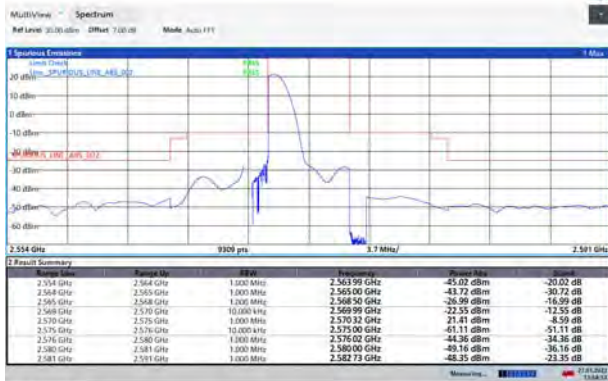 MultiView Spectrum
Ref Level 30.00 dBm Offset 7.00 dB Mode Auto FFT
1 Spurious Emissions 1 Max
Limit Check PASS
Line _SPURIOUS_LINE_ABS_002 PASS
20 dBm
10 dBm
0 dBm
-10 dBm
_SPURIOUS_LINE_ABS_002
-30 dBm
-40 dBm
-50 dBm
-60 dBm
2.554 GHz 9309 pts 3.7 MHz/ 2.591 GHz
2 Result Summary
Range Low Range Up RBW Frequency Power Abs ΔLimit
2.554 GHz 2.564 GHz 1.000 MHz 2.563 99 GHz -45.02 dBm -20.02 dB
2.564 GHz 2.565 GHz 1.000 MHz 2.565 00 GHz -43.72 dBm -30.72 dB
2.565 GHz 2.568 GHz 1.000 MHz 2.568 50 GHz -26.99 dBm -16.99 dB
2.569 GHz 2.570 GHz 10.000 kHz 2.569 99 GHz -22.55 dBm -12.55 dB
2.570 GHz 2.575 GHz 1.000 MHz 2.570 32 GHz 21.41 dBm -8.59 dB
2.575 GHz 2.576 GHz 10.000 kHz 2.575 00 GHz -61.11 dBm -51.11 dB
2.576 GHz 2.580 GHz 1.000 MHz 2.576 02 GHz -44.36 dBm -34.36 dB
2.580 GHz 2.581 GHz 1.000 MHz 2.580 00 GHz -49.16 dBm -36.16 dB
2.581 GHz 2.591 GHz 1.000 MHz 2.582 73 GHz -48.35 dBm -23.35 dB
Measuring...